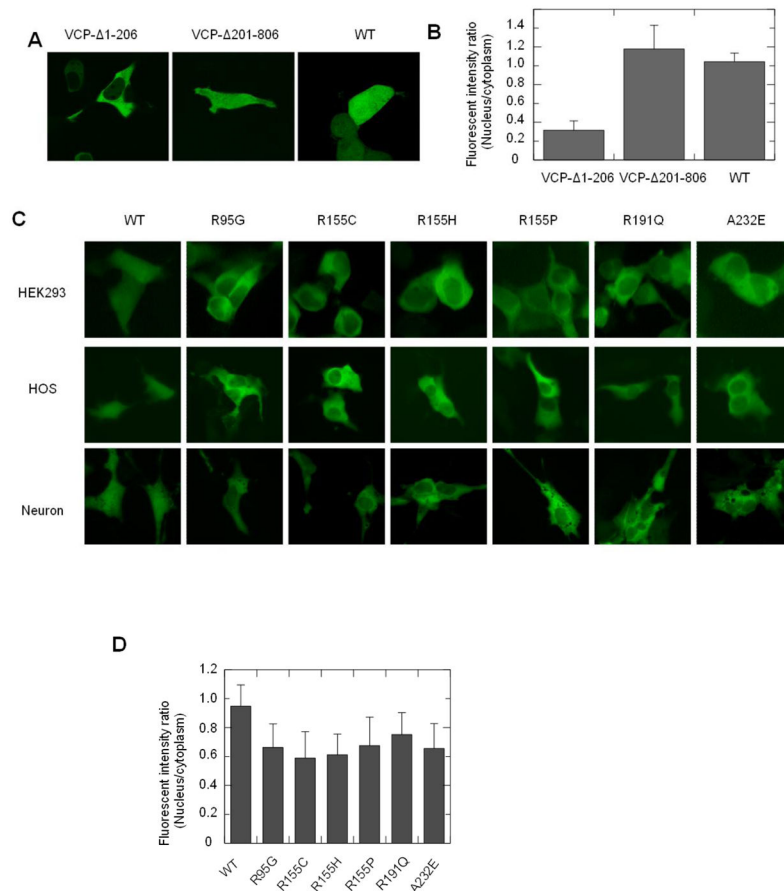 A
VCP-Δ1-206 VCP-Δ201-806 WT
B
Fluorescent intensity ratio
(Nucleus/cytoplasm)
1.4
1.2
1.0
0.8
0.6
0.4
0.2
0
VCP-Δ1-206 VCP-Δ201-806 WT
C
WT R95G R155C R155H R155P R191Q A232E
HEK293
HOS
Neuron
D
Fluorescent intensity ratio
(Nucleus/cytoplasm)
1.2
1.0
0.8
0.6
0.4
0.2
0
WT R95G R155C R155H R155P R191Q A232E